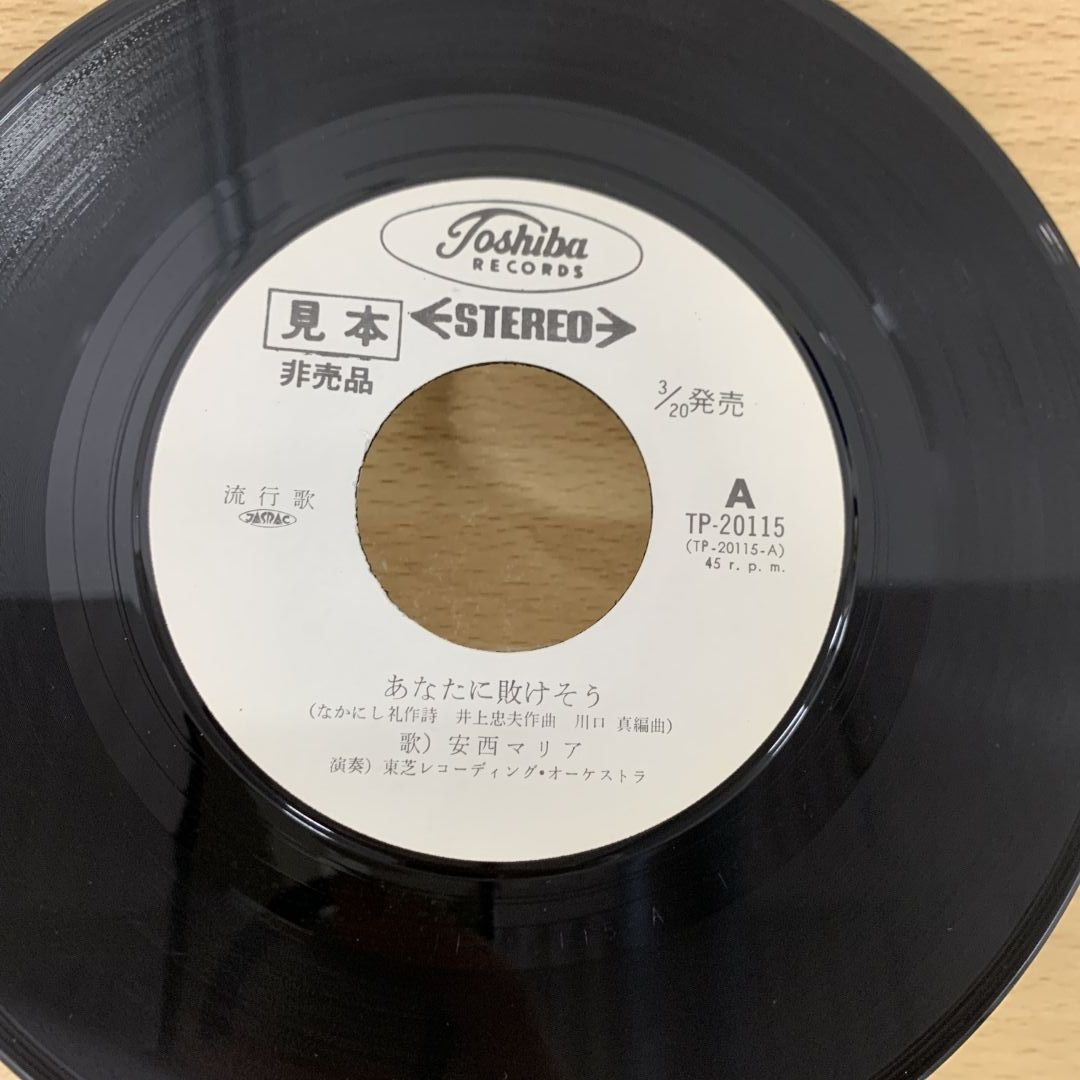 Toshiba
RECORDS
見本
STEREO
非売品
3/20発売
流行歌
JASRAC
A
TP-20115
(TP-20115-A)
45 r. p. m.
あなたに敗けそう
(なかにし礼作詩 井上忠夫作曲 川口 真編曲)
歌) 安西マリア
演奏) 東芝レコーディング・オーケストラ